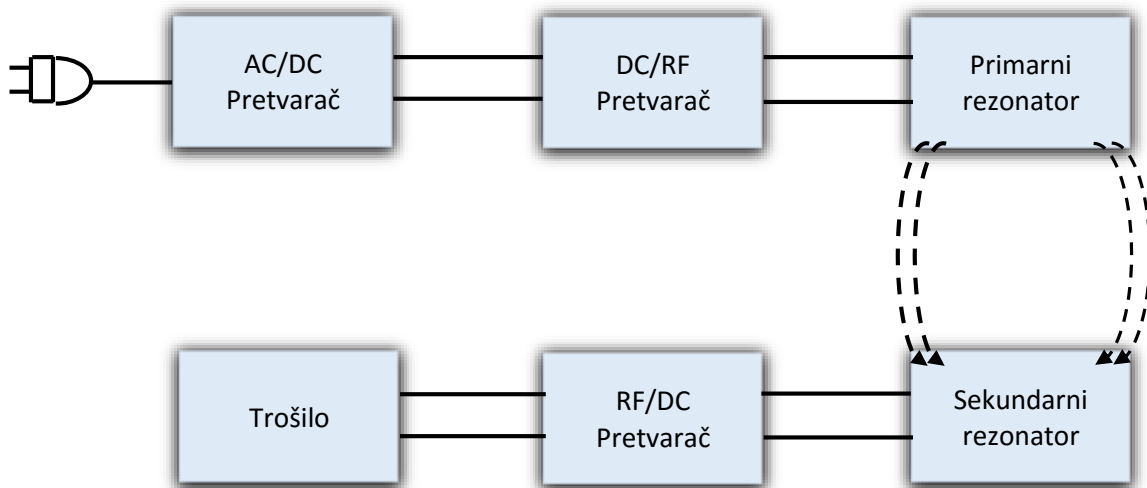 AC/DC
Pretvarač
DC/RF
Pretvarač
Primarni
rezonator
Trošilo
RF/DC
Pretvarač
Sekundarni
rezonator